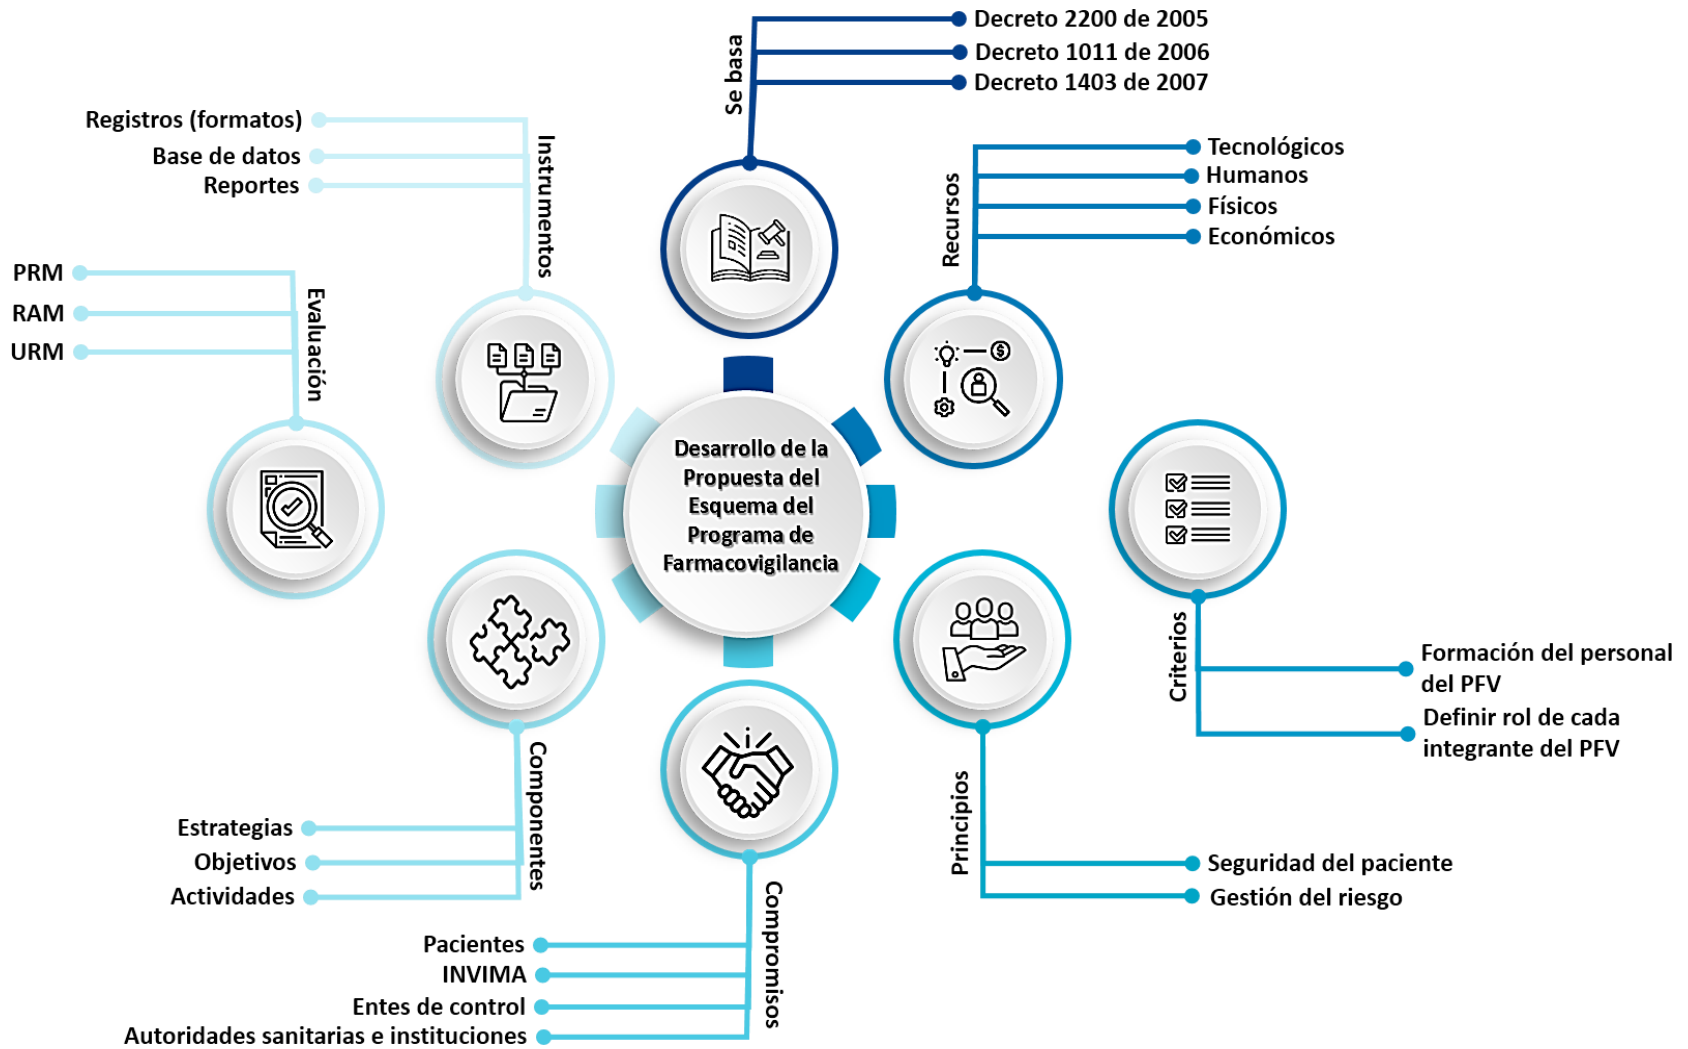 Desarrollo de la
Propuesta del
Esquema del
Programa de
Farmacovigilancia
Se basa
Decreto 2200 de 2005
Decreto 1011 de 2006
Decreto 1403 de 2007
Recursos
Tecnológicos
Humanos
Físicos
Económicos
Criterios
Formación del personal
del PFV
Definir rol de cada
integrante del PFV
Principios
Seguridad del paciente
Gestión del riesgo
Compromisos
Pacientes
INVIMA
Entes de control
Autoridades sanitarias e instituciones
Componentes
Estrategias
Objetivos
Actividades
Evaluación
PRM
RAM
URM
Instrumentos
Registros (formatos)
Base de datos
Reportes